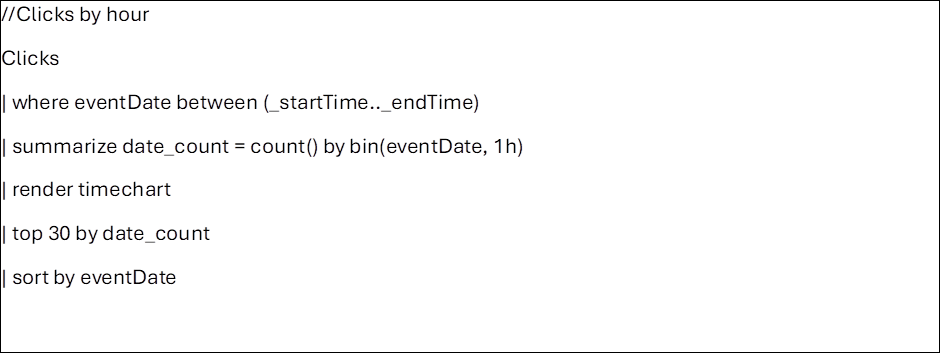 //Clicks by hour
Clicks
| where eventDate between (_startTime.._endTime)
| summarize date_count = count() by bin(eventDate, 1h)
| render timechart
| top 30 by date_count
| sort by eventDate